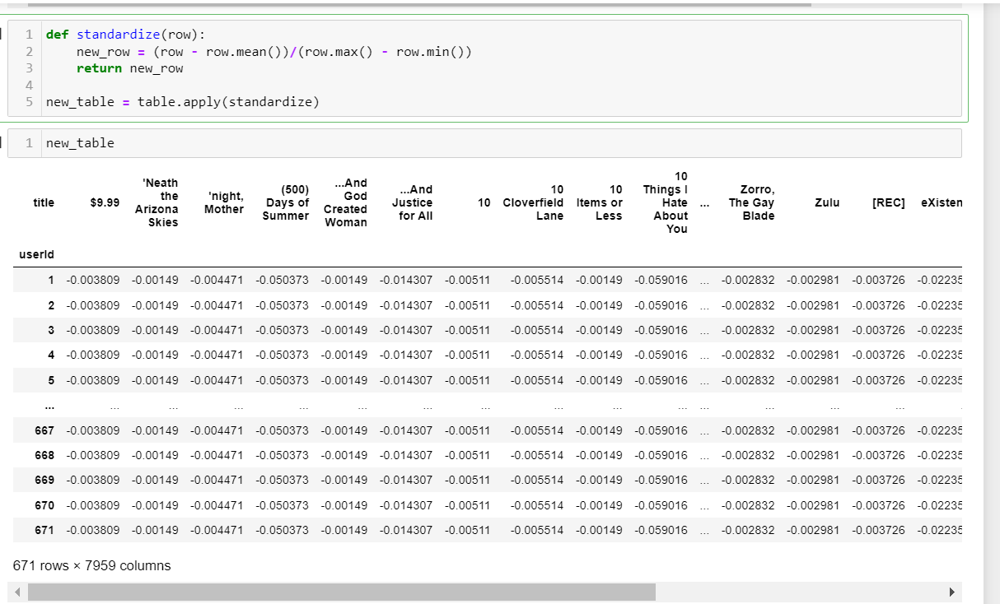 1 def standardize(row):
2     new_row = (row - row.mean())/(row.max() - row.min())
3     return new_row
4
5 new_table = table.apply(standardize)
1 new_table
title $9.99 'Neath the Arizona Skies 'night, Mother (500) Days of Summer ...And God Created Woman ...And Justice for All 10 10 Cloverfield Lane 10 Items or Less 10 Things I Hate About You ... Zorro, The Gay Blade Zulu [REC] eXisten
userId
1 -0.003809 -0.00149 -0.004471 -0.050373 -0.00149 -0.014307 -0.00511 -0.005514 -0.00149 -0.059016 ... -0.002832 -0.002981 -0.003726 -0.02235
2 -0.003809 -0.00149 -0.004471 -0.050373 -0.00149 -0.014307 -0.00511 -0.005514 -0.00149 -0.059016 ... -0.002832 -0.002981 -0.003726 -0.02235
3 -0.003809 -0.00149 -0.004471 -0.050373 -0.00149 -0.014307 -0.00511 -0.005514 -0.00149 -0.059016 ... -0.002832 -0.002981 -0.003726 -0.02235
4 -0.003809 -0.00149 -0.004471 -0.050373 -0.00149 -0.014307 -0.00511 -0.005514 -0.00149 -0.059016 ... -0.002832 -0.002981 -0.003726 -0.02235
5 -0.003809 -0.00149 -0.004471 -0.050373 -0.00149 -0.014307 -0.00511 -0.005514 -0.00149 -0.059016 ... -0.002832 -0.002981 -0.003726 -0.02235
... ... ... ... ... ... ... ... ... ... ... ... ... ... ...
667 -0.003809 -0.00149 -0.004471 -0.050373 -0.00149 -0.014307 -0.00511 -0.005514 -0.00149 -0.059016 ... -0.002832 -0.002981 -0.003726 -0.02235
668 -0.003809 -0.00149 -0.004471 -0.050373 -0.00149 -0.014307 -0.00511 -0.005514 -0.00149 -0.059016 ... -0.002832 -0.002981 -0.003726 -0.02235
669 -0.003809 -0.00149 -0.004471 -0.050373 -0.00149 -0.014307 -0.00511 -0.005514 -0.00149 -0.059016 ... -0.002832 -0.002981 -0.003726 -0.02235
670 -0.003809 -0.00149 -0.004471 -0.050373 -0.00149 -0.014307 -0.00511 -0.005514 -0.00149 -0.059016 ... -0.002832 -0.002981 -0.003726 -0.02235
671 -0.003809 -0.00149 -0.004471 -0.050373 -0.00149 -0.014307 -0.00511 -0.005514 -0.00149 -0.059016 ... -0.002832 -0.002981 -0.003726 -0.02235
671 rows × 7959 columns